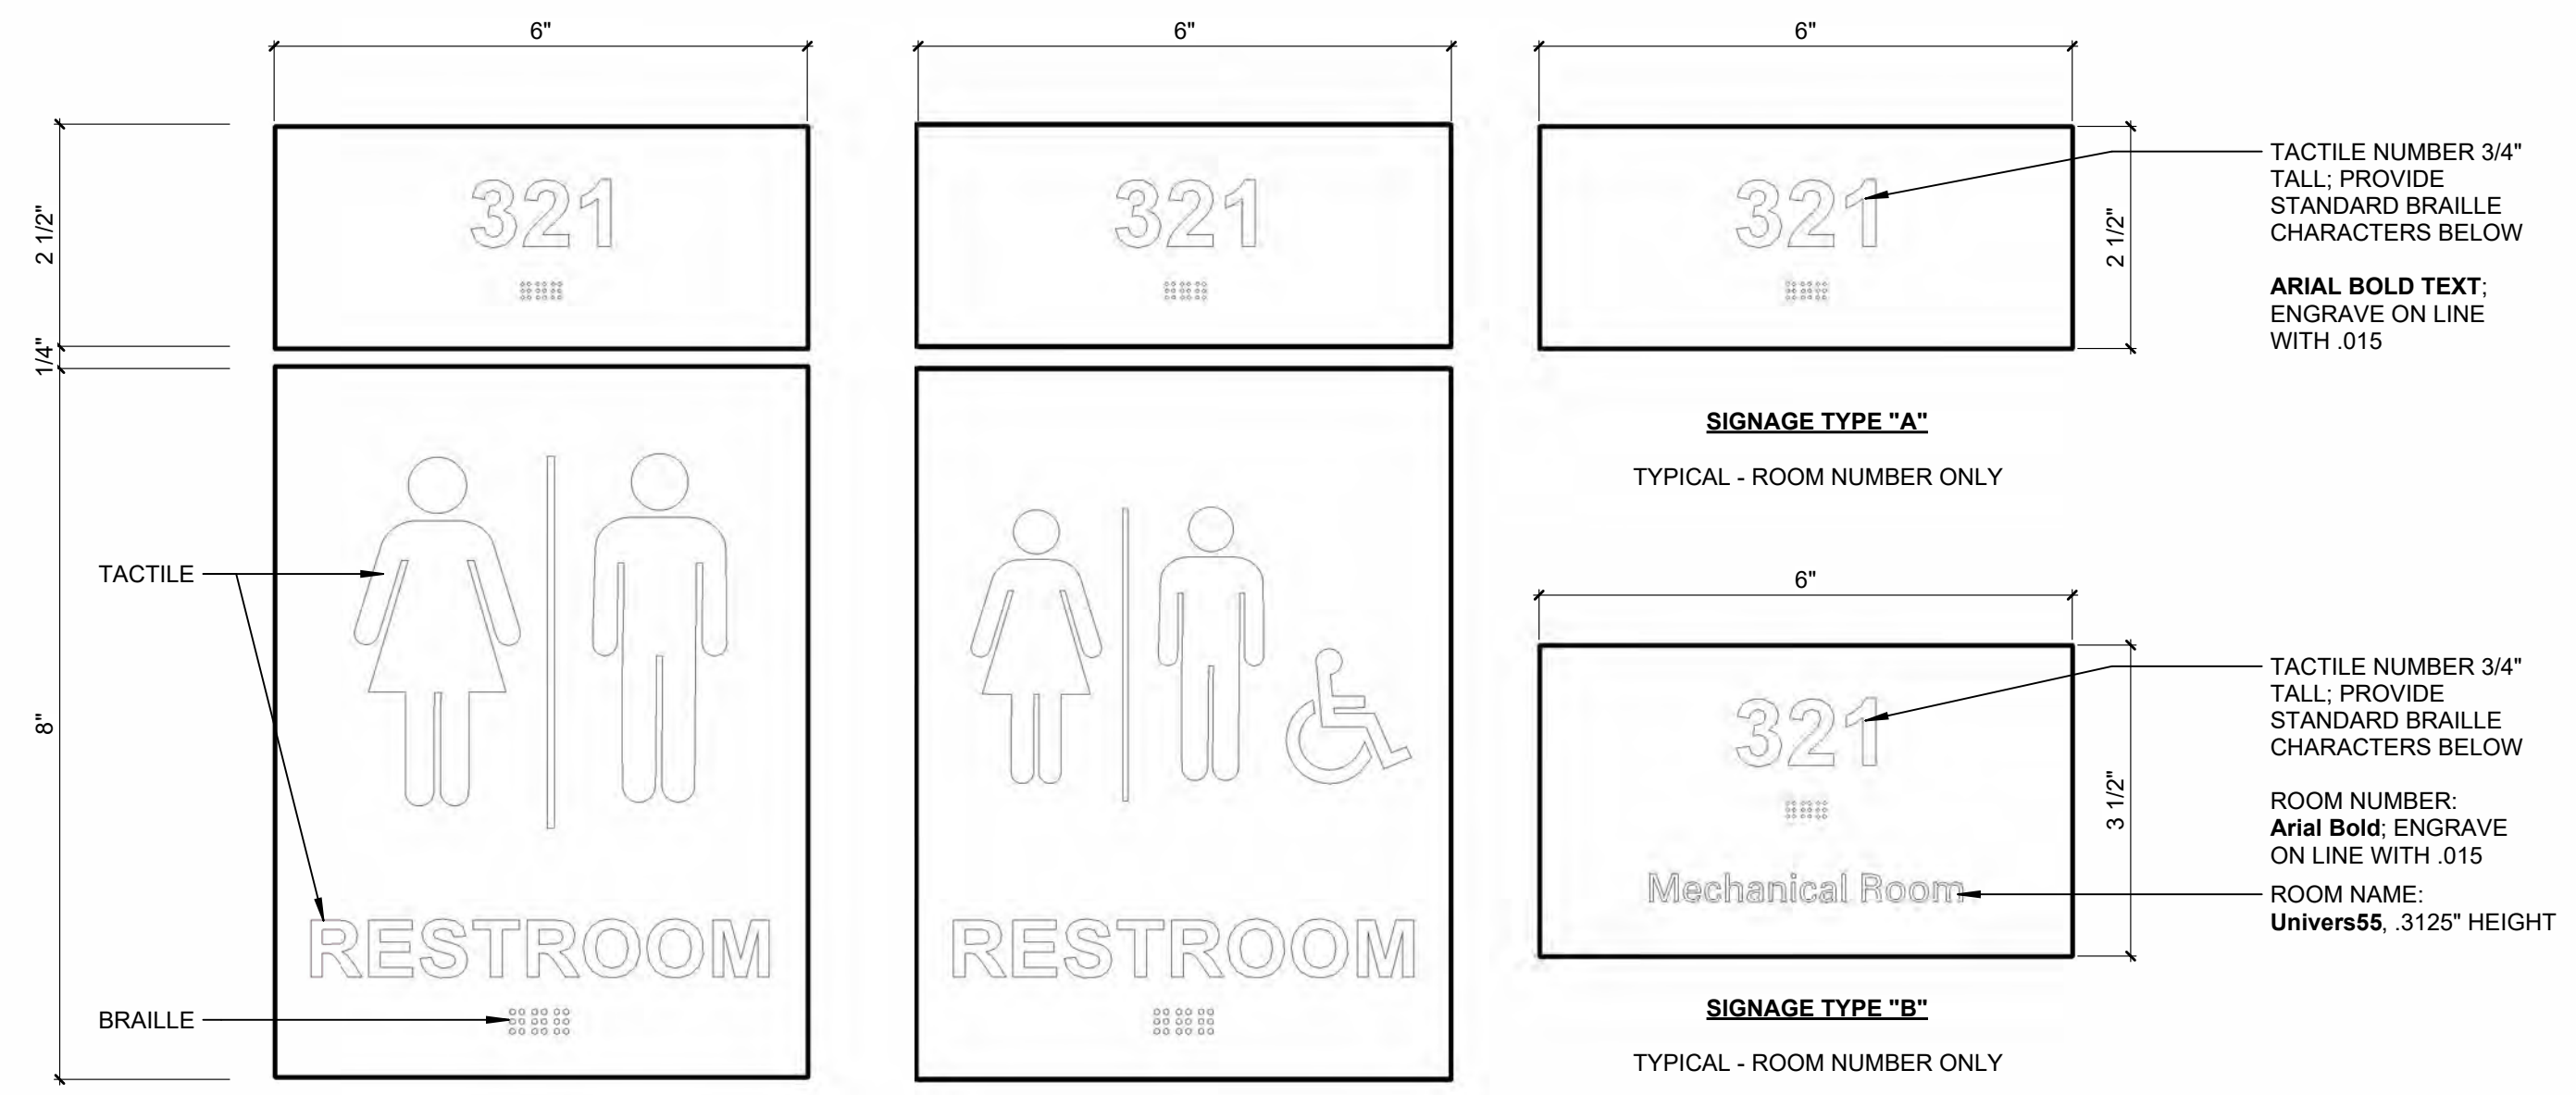 6"
6"
6"
2 1/2"
1/4"
8"
321
321
321
2 1/2"
TACTILE NUMBER 3/4"
TALL; PROVIDE
STANDARD BRAILLE
CHARACTERS BELOW
ARIAL BOLD TEXT;
ENGRAVE ON LINE
WITH .015
SIGNAGE TYPE "A"
TYPICAL - ROOM NUMBER ONLY
TACTILE
RESTROOM
BRAILLE
RESTROOM
6"
321
Mechanical Room
3 1/2"
TACTILE NUMBER 3/4"
TALL; PROVIDE
STANDARD BRAILLE
CHARACTERS BELOW
ROOM NUMBER:
Arial Bold; ENGRAVE
ON LINE WITH .015
ROOM NAME:
Univers55, .3125" HEIGHT
SIGNAGE TYPE "B"
TYPICAL - ROOM NUMBER ONLY